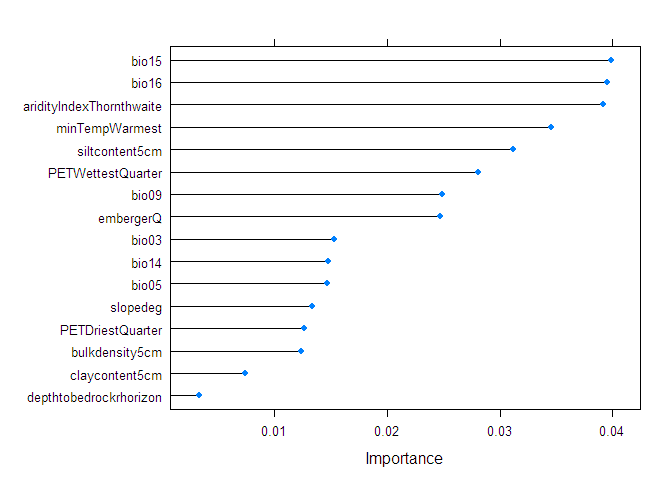 bio15
bio16
aridityIndexThornthwaite
minTempWarmest
siltcontent5cm
PETWettestQuarter
bio09
embergerQ
bio03
bio14
bio05
slopedeg
PETDriestQuarter
bulkdensity5cm
claycontent5cm
depthtobedrockrhorizon
0.01 0.02 0.03 0.04
Importance